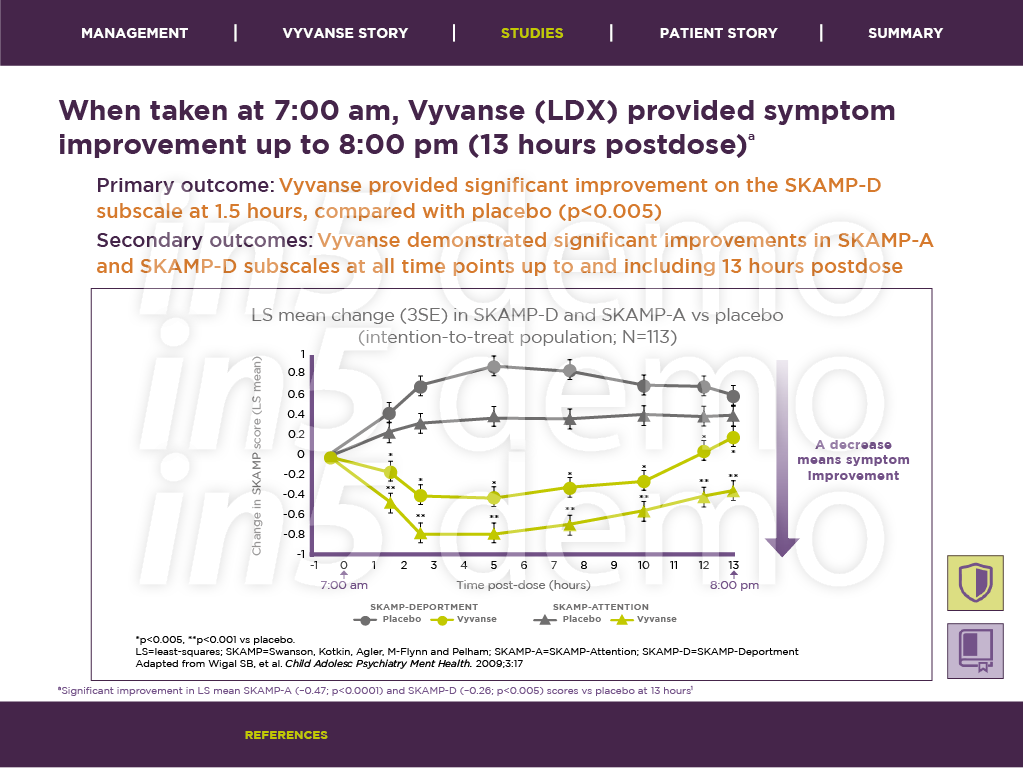 MANAGEMENT | VYVANSE STORY | STUDIES | PATIENT STORY | SUMMARY
When taken at 7:00 am, Vyvanse (LDX) provided symptom
improvement up to 8:00 pm (13 hours postdose)ᵃ
Primary outcome: Vyvanse provided significant improvement on the SKAMP-D
subscale at 1.5 hours, compared with placebo (p<0.005)
Secondary outcomes: Vyvanse demonstrated significant improvements in SKAMP-A
and SKAMP-D subscales at all time points up to and including 13 hours postdose
in5 demo
in5 demo
in5 demo
LS mean change (3SE) in SKAMP-D and SKAMP-A vs placebo
(intention-to-treat population; N=113)
Change in SKAMP score (LS mean)
1
0.8
0.6
0.4
0.2
0
-0.2
-0.4
-0.6
-0.8
-1
* * * * * * *
** ** ** ** ** ** **
A decrease
means symptom
improvement
-1 0 1 2 3 4 5 6 7 8 9 10 11 12 13
7:00 am Time post-dose (hours) 8:00 pm
SKAMP-DEPORTMENT SKAMP-ATTENTION
Placebo Vyvanse Placebo Vyvanse
*p<0.005, **p<0.001 vs placebo.
LS=least-squares; SKAMP=Swanson, Kotkin, Agler, M-Flynn and Pelham; SKAMP-A=SKAMP-Attention; SKAMP-D=SKAMP-Deportment
Adapted from Wigal SB, et al. Child Adolesc Psychiatry Ment Health. 2009;3:17
ᵃSignificant improvement in LS mean SKAMP-A (−0.47; p<0.0001) and SKAMP-D (−0.26; p<0.005) scores vs placebo at 13 hours¹
REFERENCES